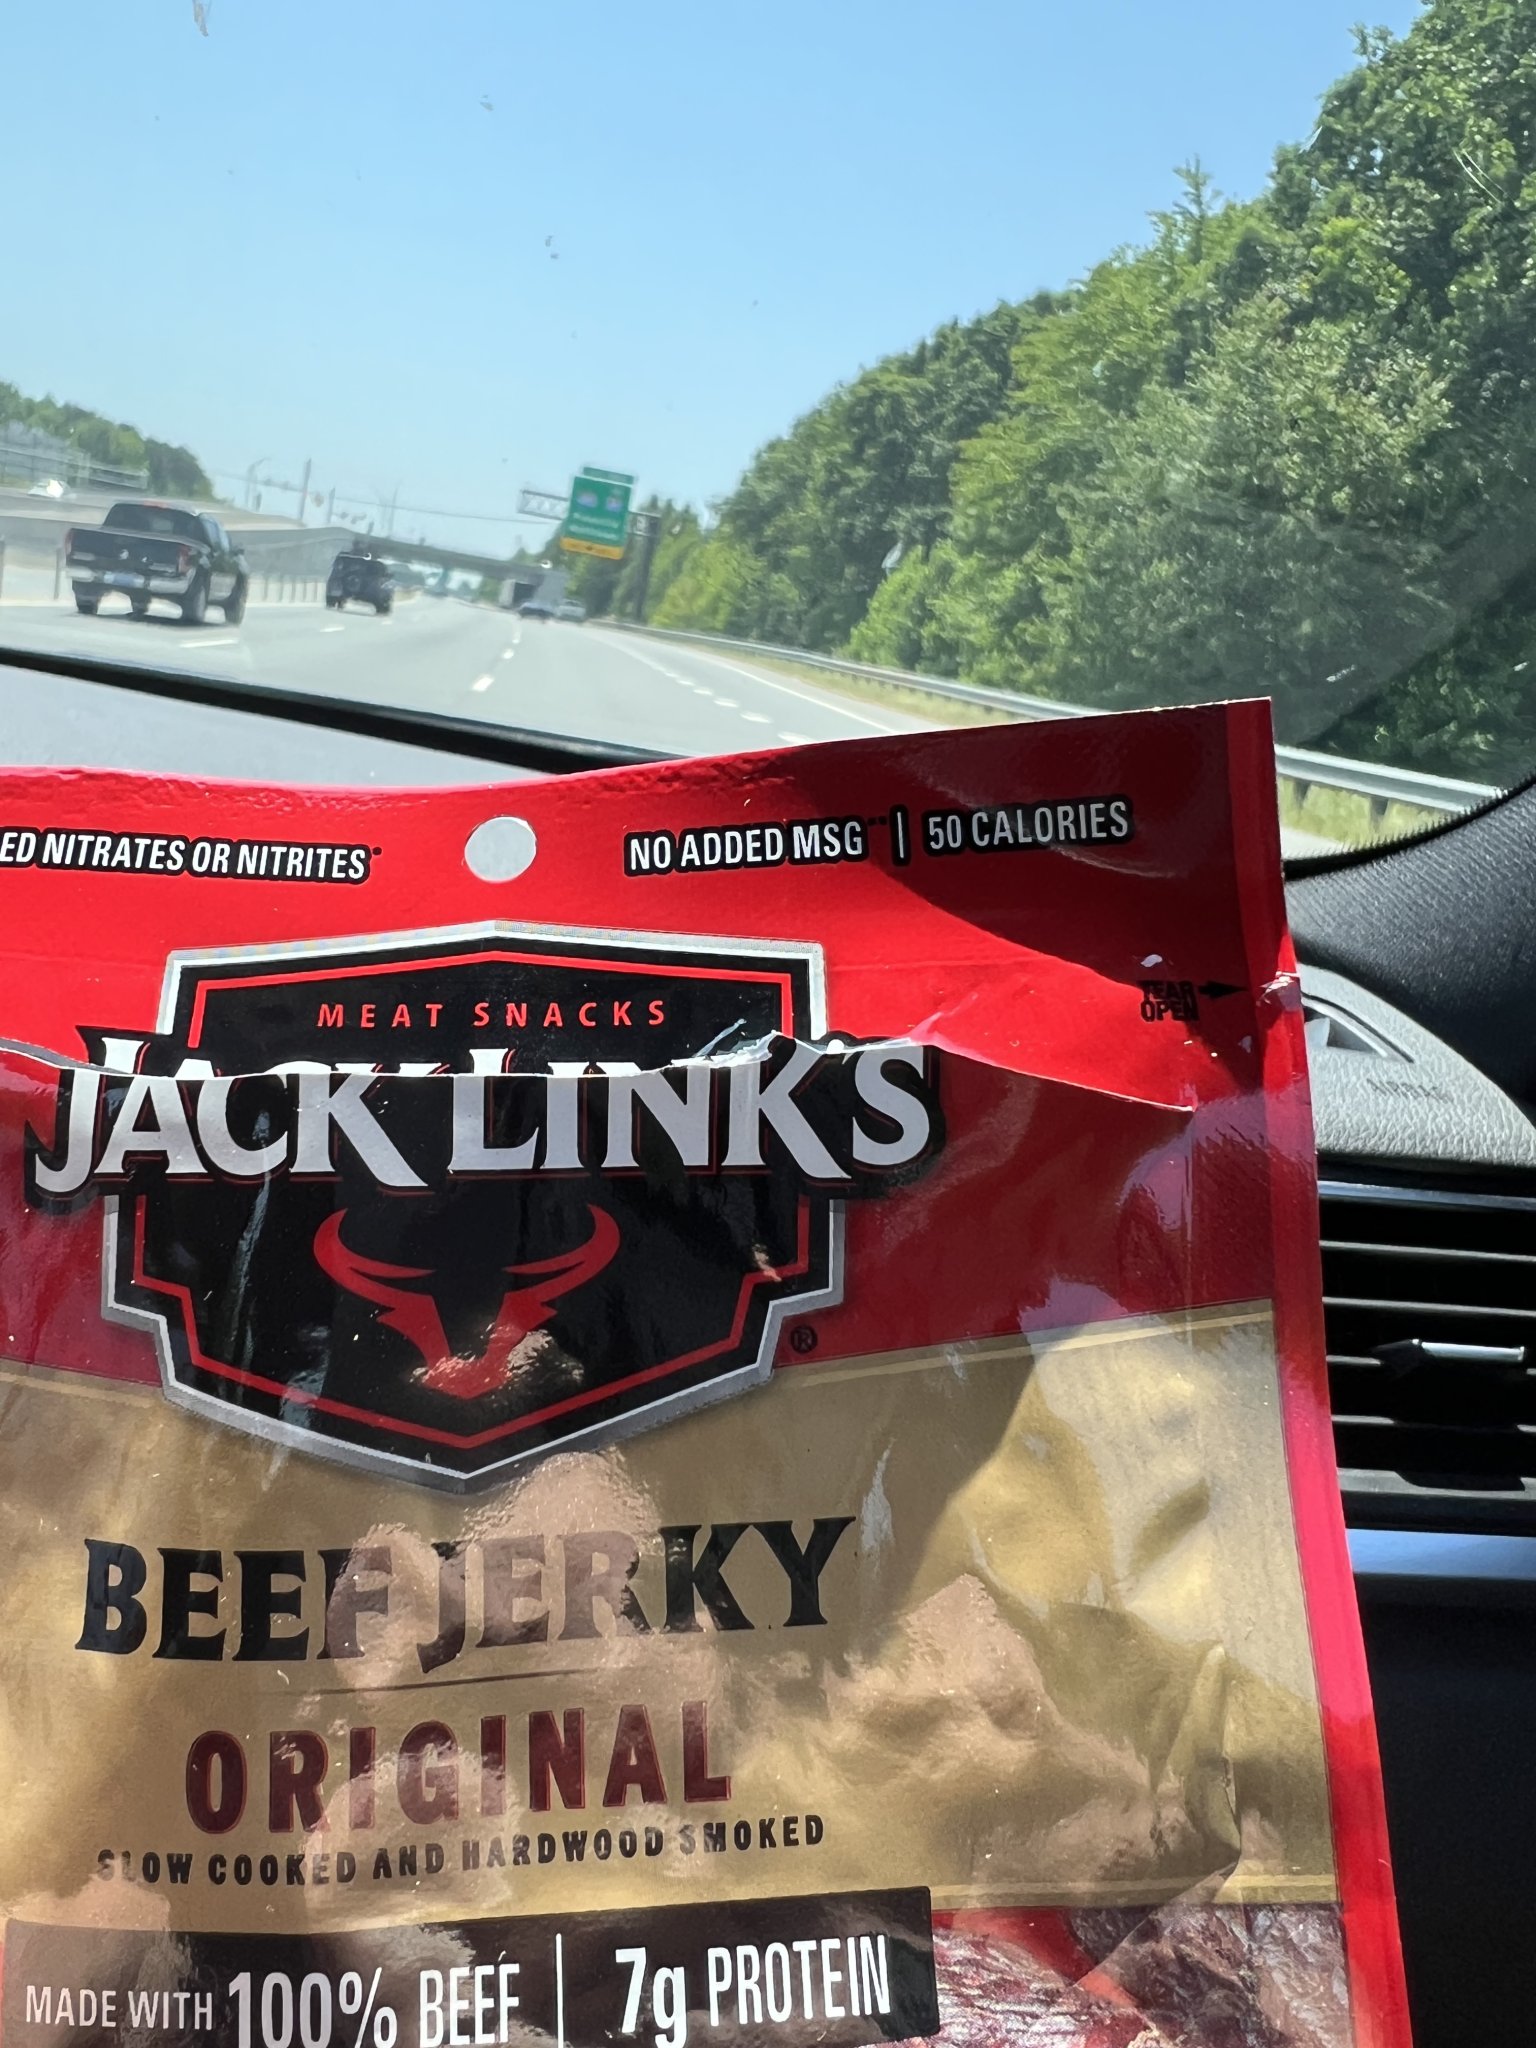 ED NITRATES OR NITRITES*
NO ADDED MSG** | 50 CALORIES
TEAR
OPEN
MEAT SNACKS
JACK LINK'S
®
BEEF JERKY
ORIGINAL
SLOW COOKED AND HARDWOOD SMOKED
MADE WITH 100% BEEF | 7g PROTEIN
AIRBAG